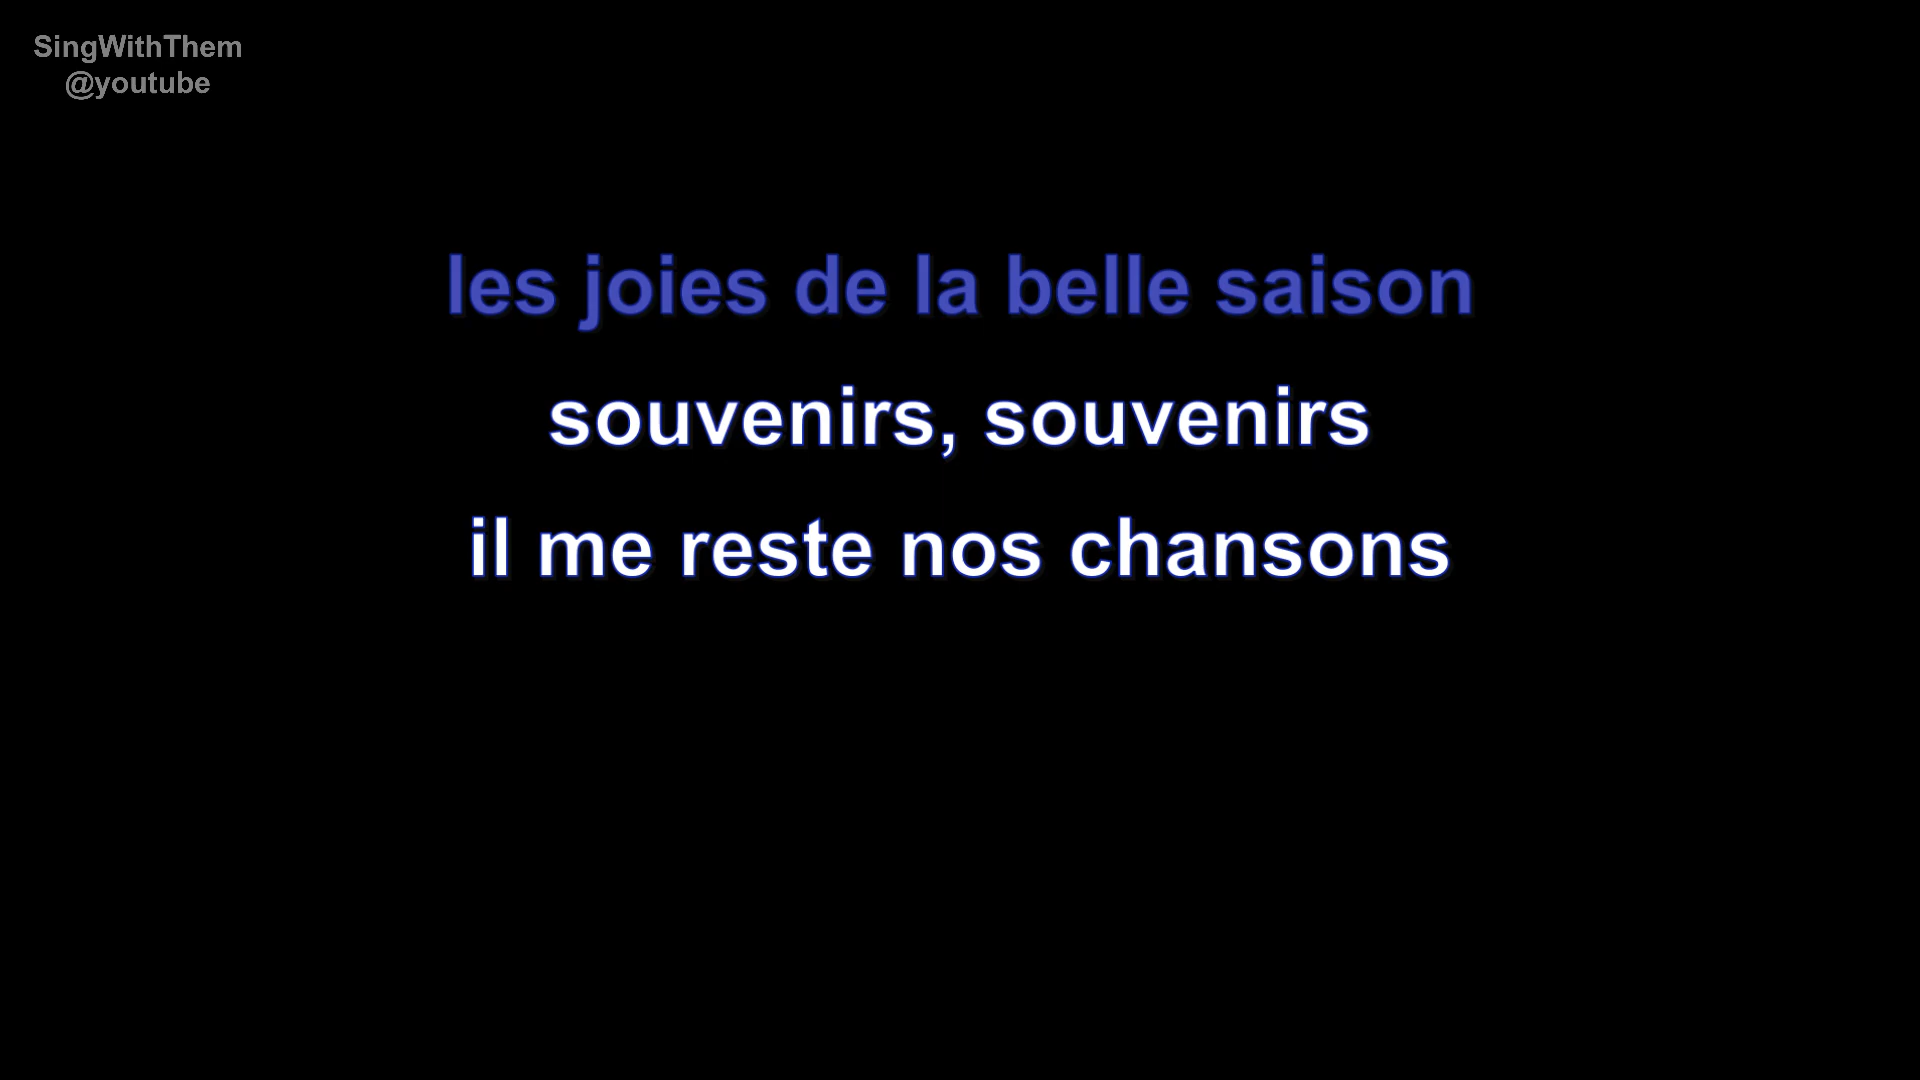 SingWithThem
@youtube
les joies de la belle saison
souvenirs, souvenirs
il me reste nos chansons